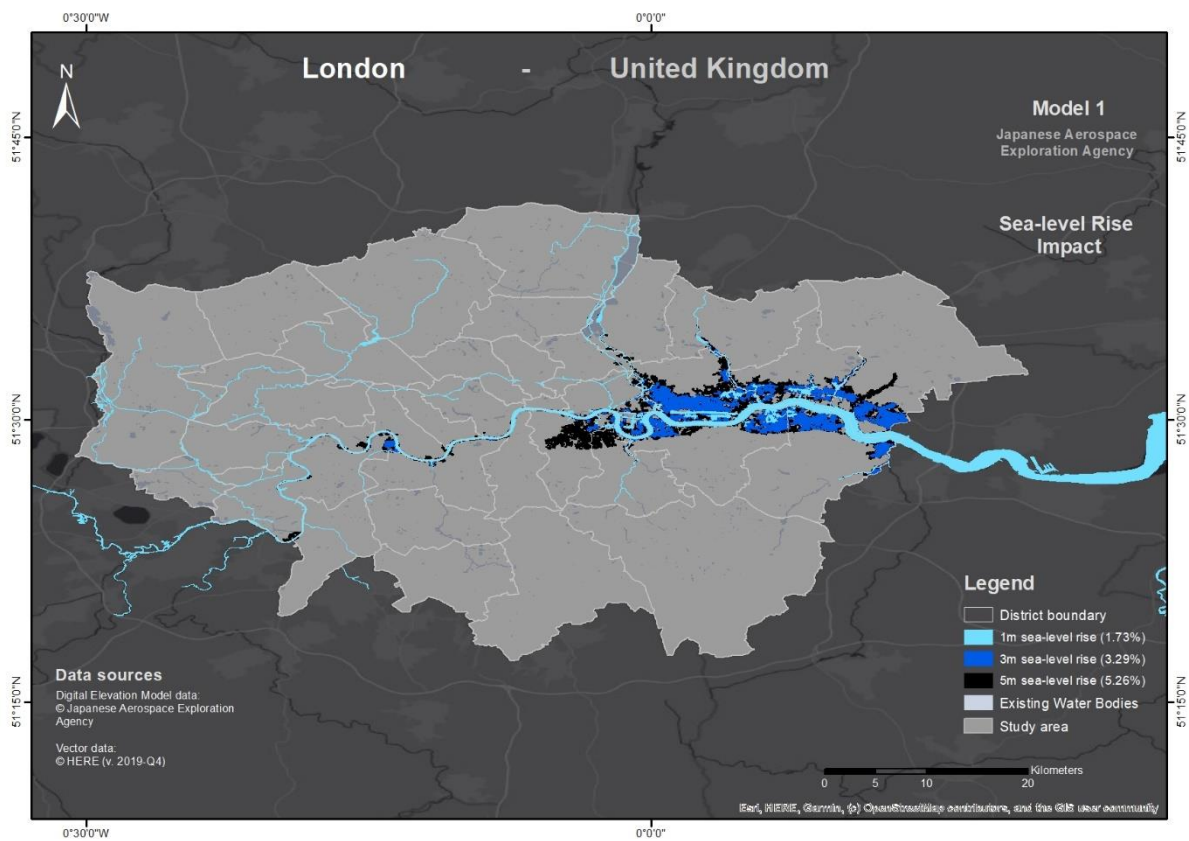 0°30'0"W
0°0'0"
London - United Kingdom
N
Model 1
Japanese Aerospace
Exploration Agency
51°45'0"N
51°45'0"N
Sea-level Rise
Impact
51°30'0"N
51°30'0"N
Legend
District boundary
1m sea-level rise (1.73%)
3m sea-level rise (3.29%)
5m sea-level rise (5.26%)
Existing Water Bodies
Study area
Data sources
Digital Elevation Model data:
© Japanese Aerospace Exploration
Agency
Vector data:
© HERE (v. 2019-Q4)
51°15'0"N
51°15'0"N
Kilometers
0 5 10 20
Esri, HERE, Garmin, (c) OpenStreetMap contributors, and the GIS user community
0°30'0"W
0°0'0"